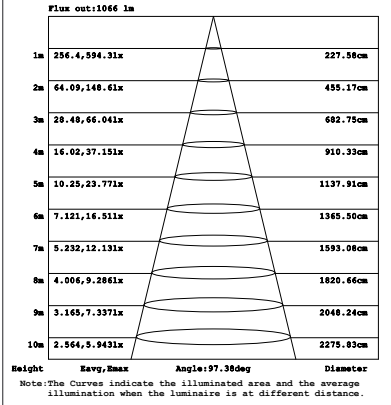 Flux out:1066 lm
1m 256.4,594.3lx 227.58cm
2m 64.09,148.6lx 455.17cm
3m 28.48,66.04lx 682.75cm
4m 16.02,37.15lx 910.33cm
5m 10.25,23.77lx 1137.91cm
6m 7.121,16.51lx 1365.50cm
7m 5.232,12.13lx 1593.08cm
8m 4.006,9.286lx 1820.66cm
9m 3.165,7.337lx 2048.24cm
10m 2.564,5.943lx 2275.83cm
Height Eavg,Emax Angle:97.38deg Diameter
Note:The Curves indicate the illuminated area and the average
illumination when the luminaire is at different distance.